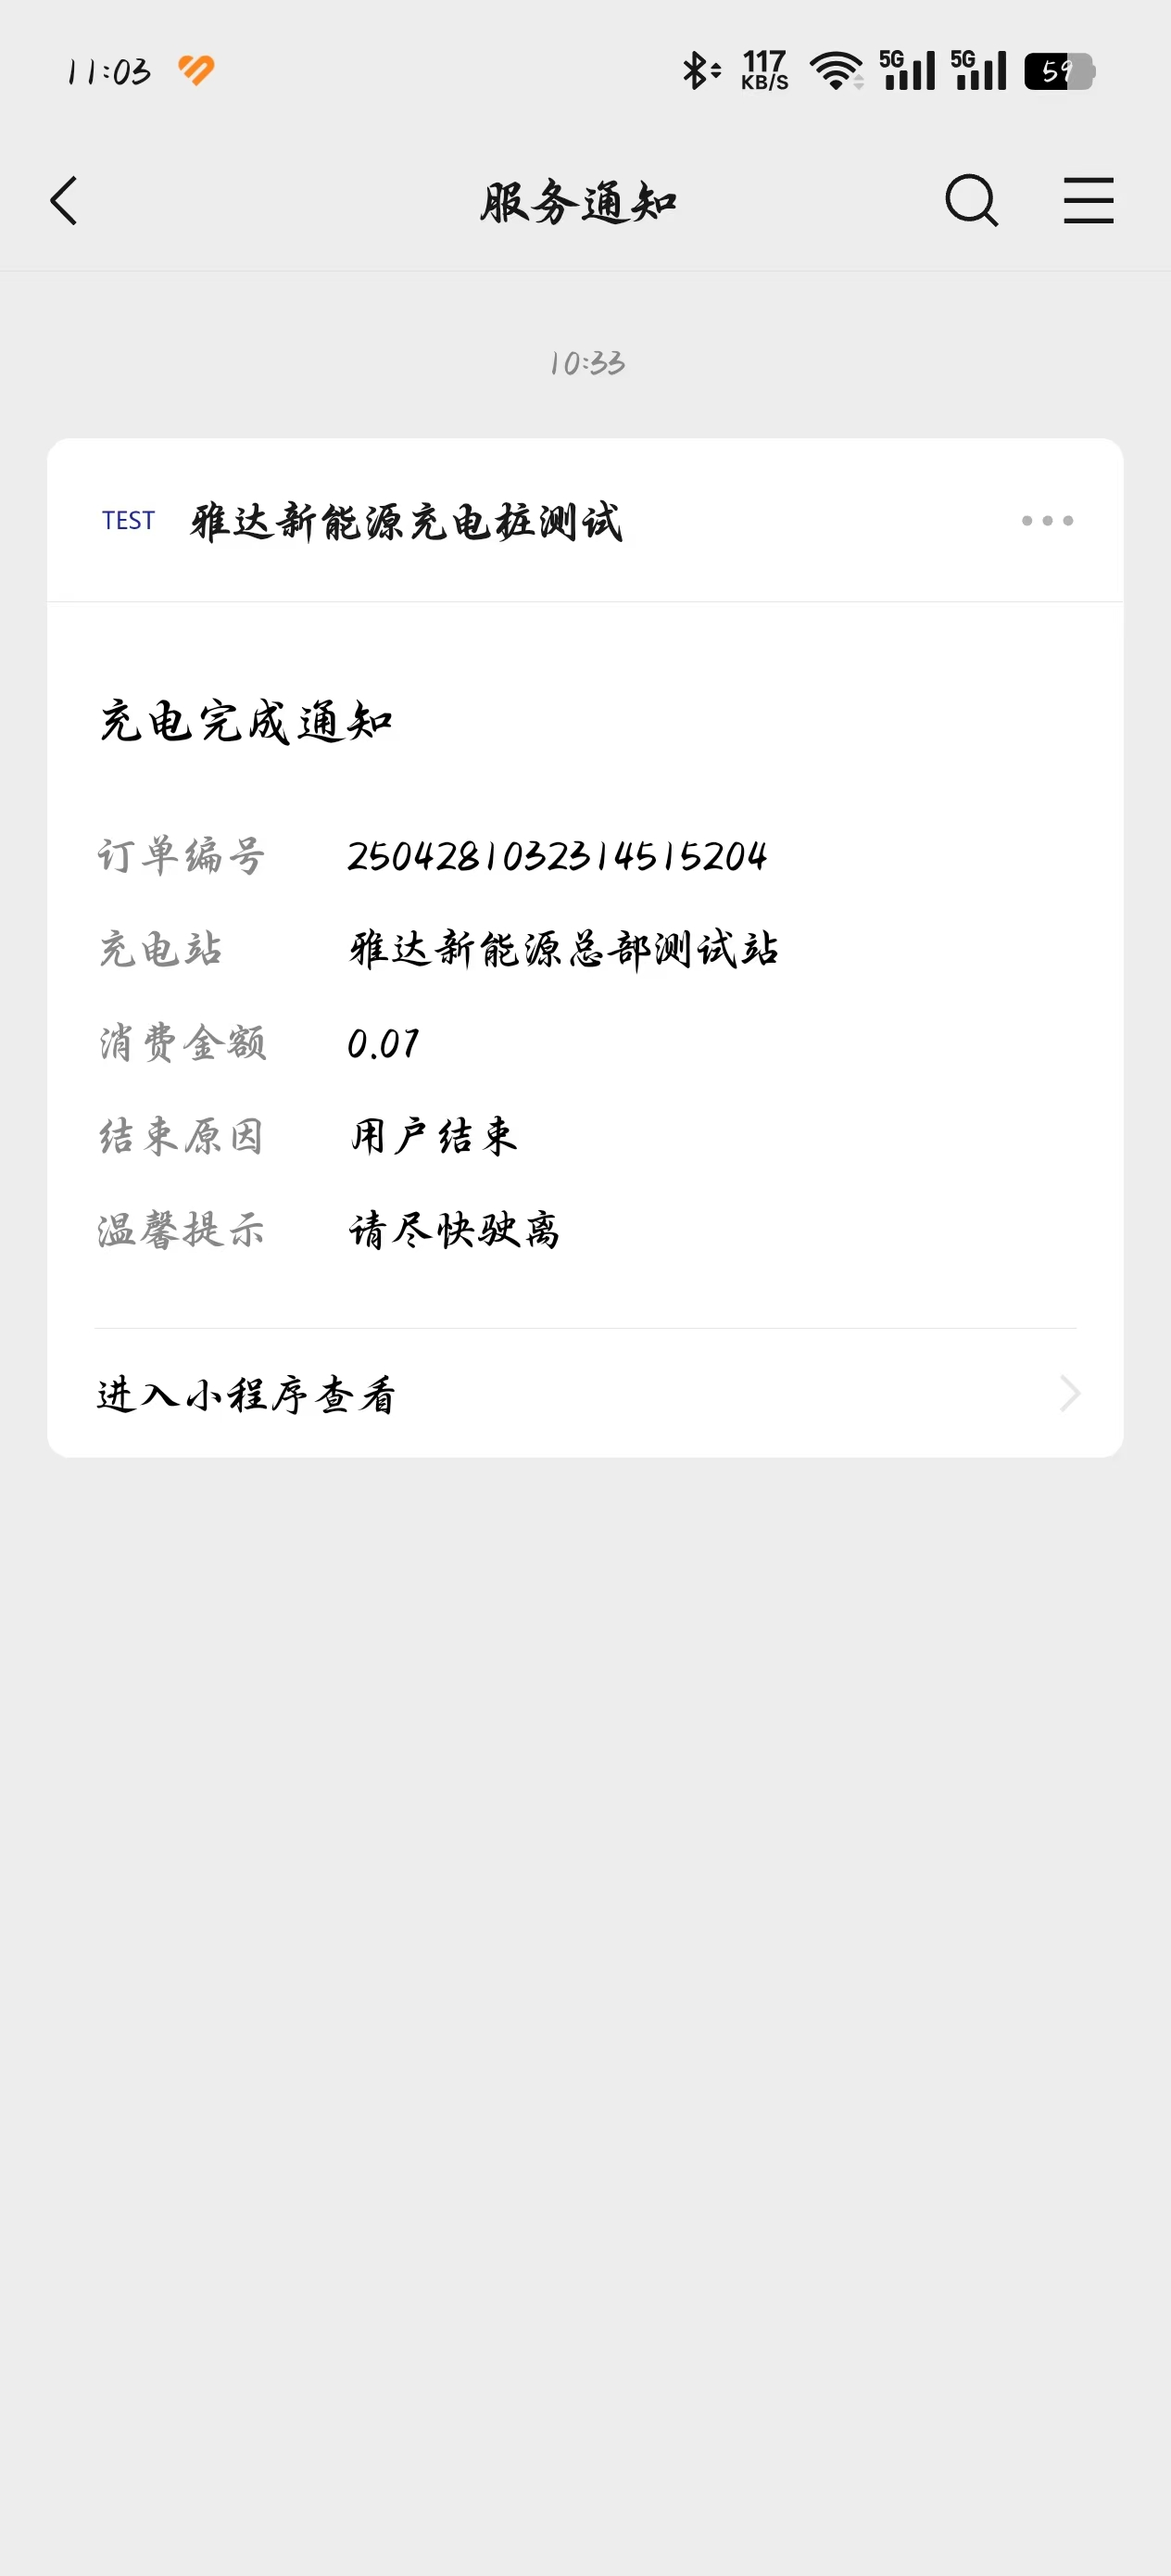 11:03
117 KB/S 5G 5G 59
服务通知
10:33
TEST 雅达新能源充电桩测试
充电完成通知
订单编号 2504281032314515204
充电站 雅达新能源总部测试站
消费金额 0.07
结束原因 用户结束
温馨提示 请尽快驶离
进入小程序查看